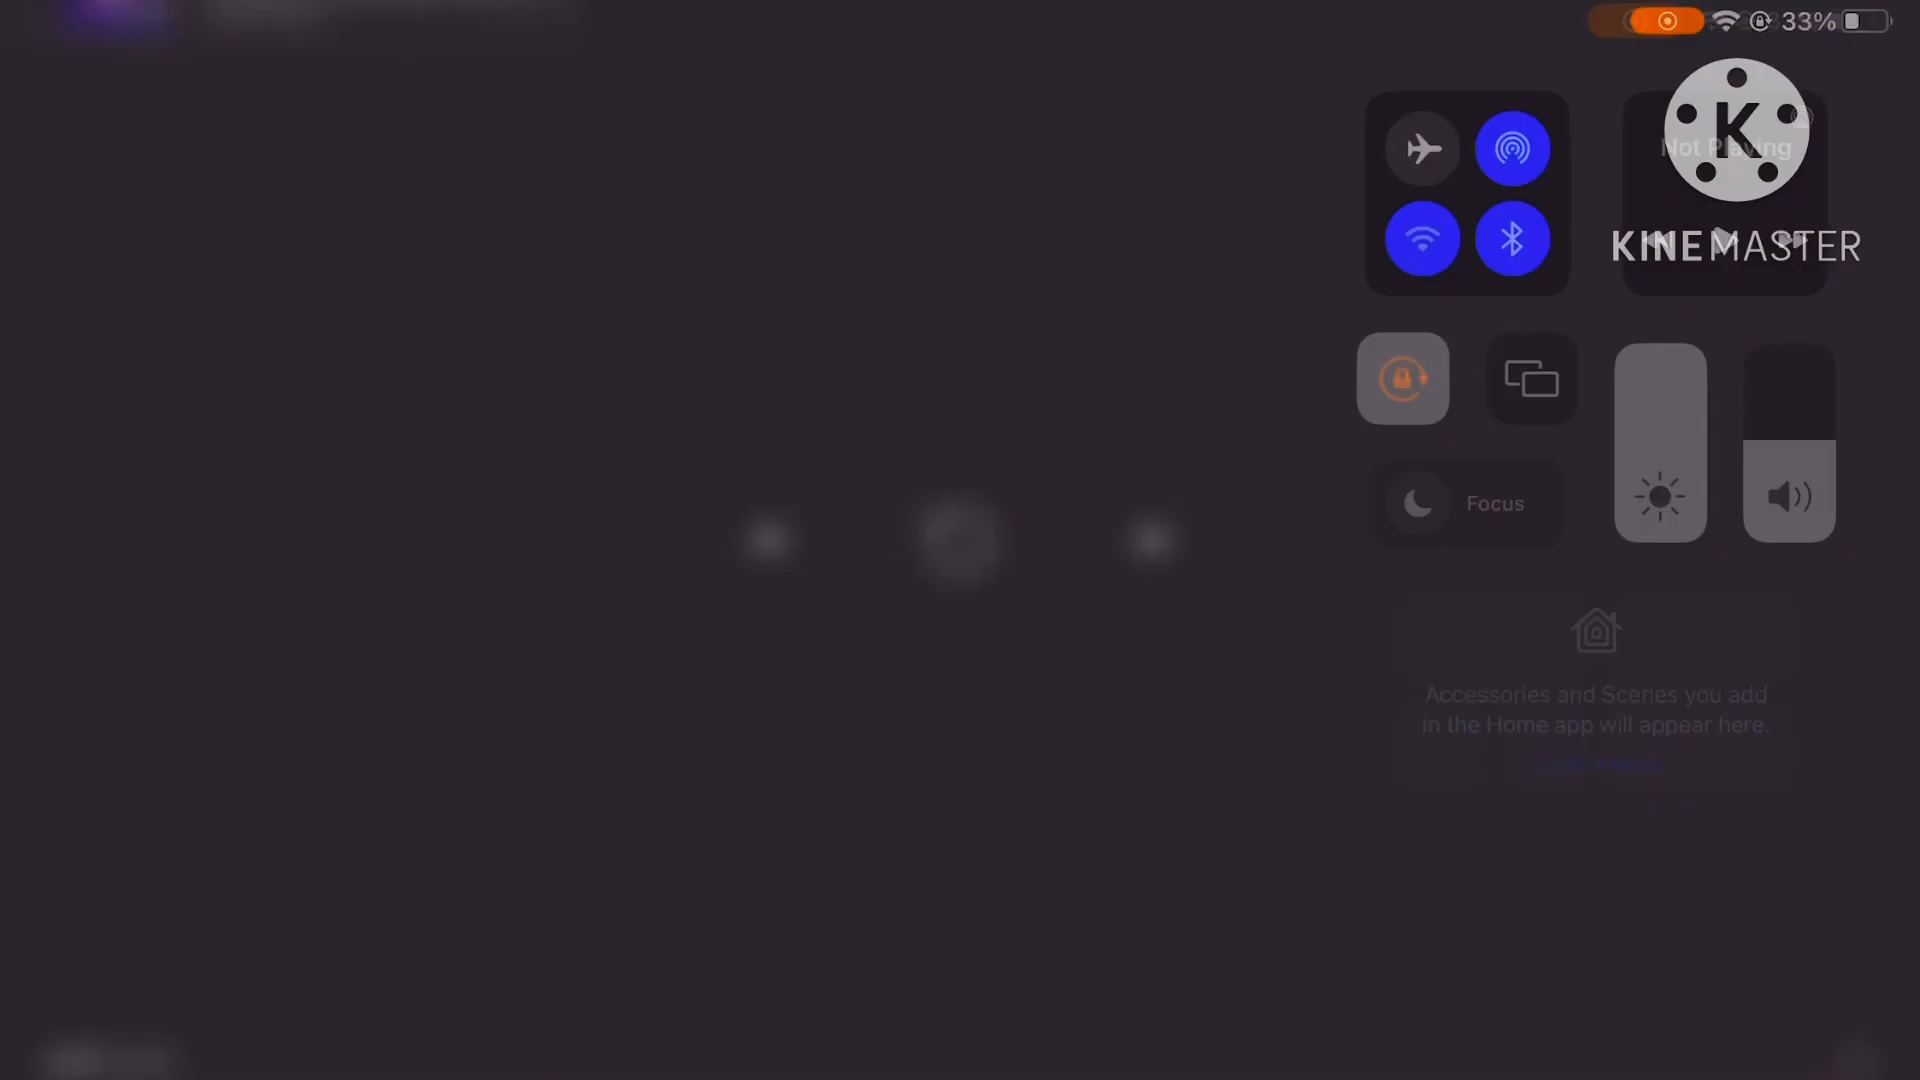 33%
K
Not Playing
KINEMASTER
Focus
Accessories and Scenes you add
in the Home app will appear here.